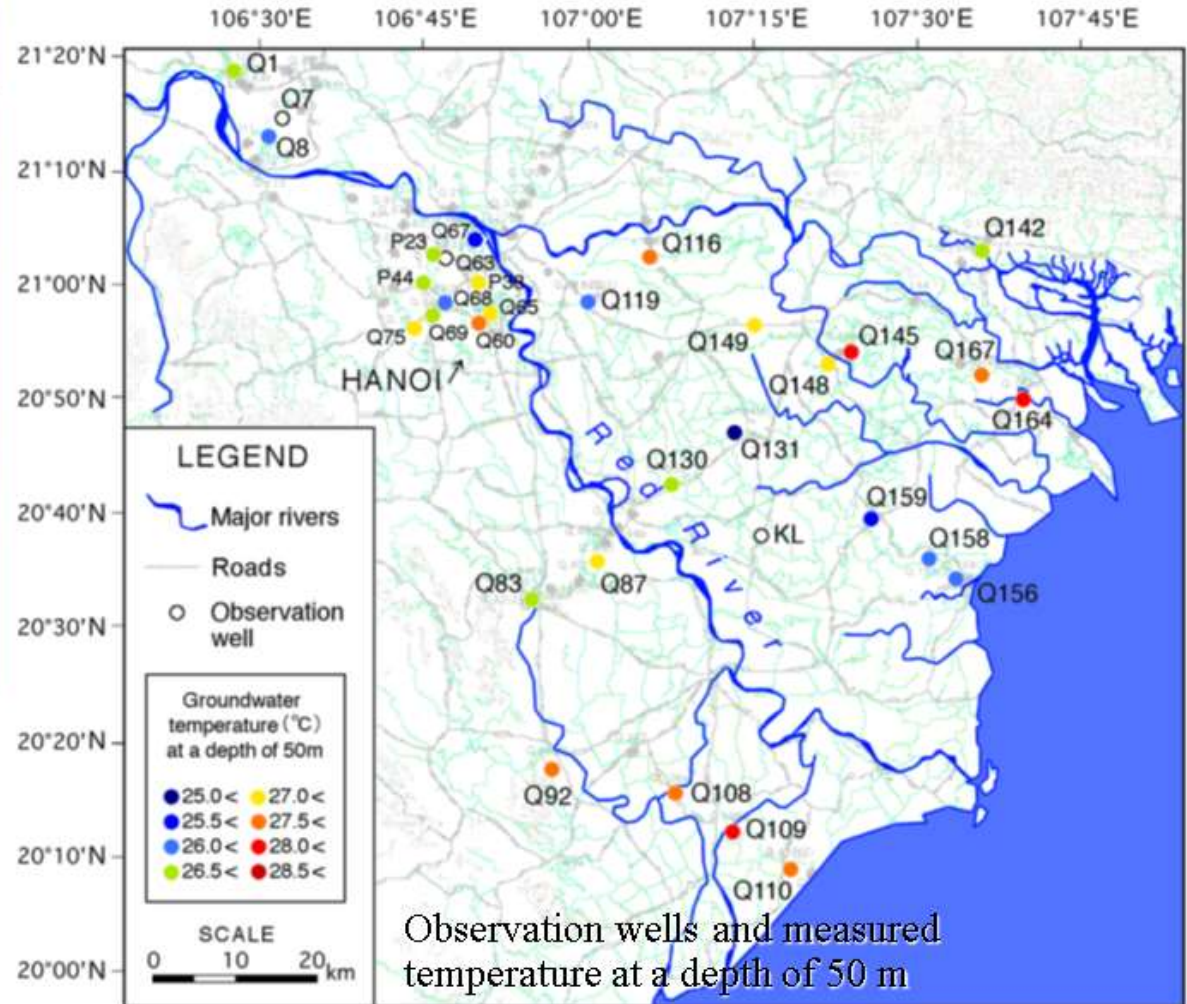 106°30'E 106°45'E 107°00'E 107°15'E 107°30'E 107°45'E
21°20'N
21°10'N
21°00'N
20°50'N
20°40'N
20°30'N
20°20'N
20°10'N
20°00'N
Q1
Q7
Q8
Q67
P23
Q63
P44
P38
Q68
Q65
Q75
Q69
Q60
HANOI
Q116
Q119
Q142
Q149
Q145
Q148
Q167
Q164
Q131
Q130
Q159
KL
Q158
Q156
Red River
Q87
Q83
Q92
Q108
Q109
Q110
LEGEND
Major rivers
Roads
Observation
well
Groundwater
temperature (°C)
at a depth of 50m
25.0< 27.0<
25.5< 27.5<
26.0< 28.0<
26.5< 28.5<
SCALE
0 10 20 km
Observation wells and measured
temperature at a depth of 50 m